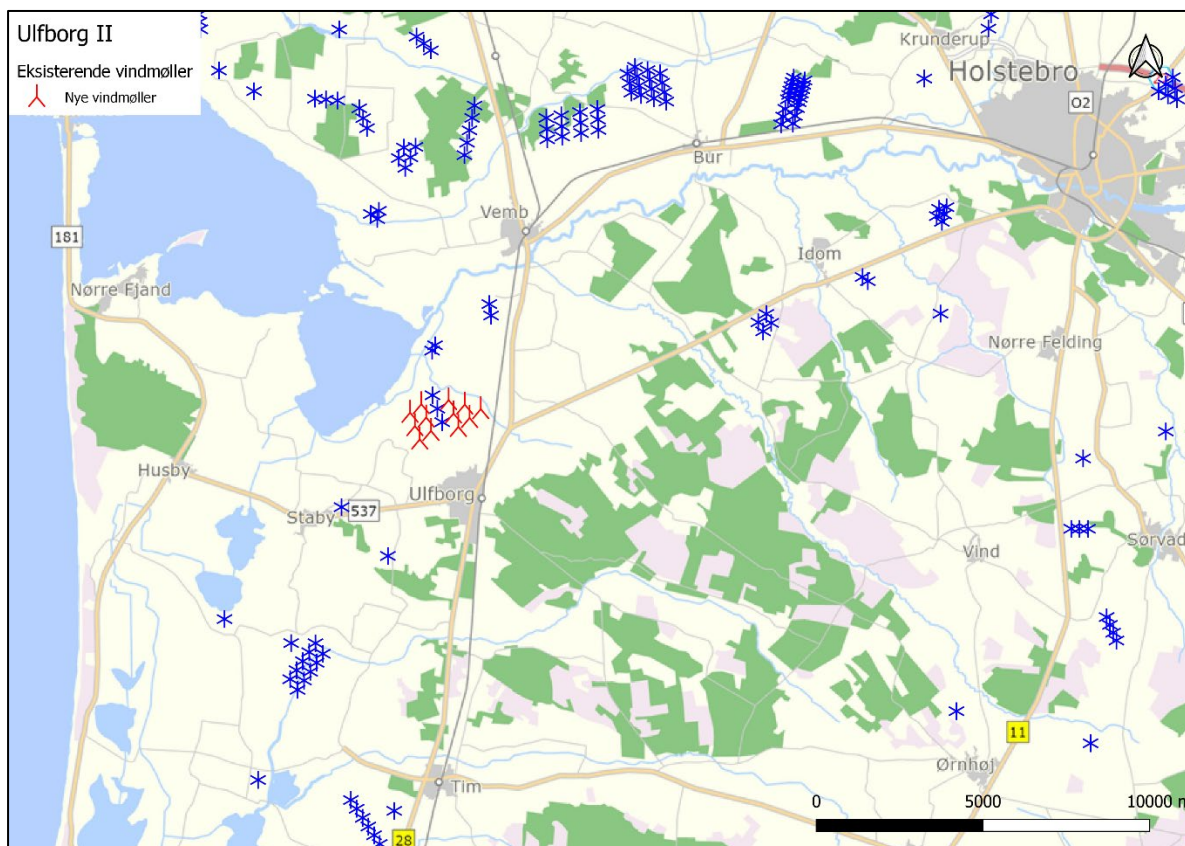 Ulfborg II
Eksisterende vindmøller
Nye vindmøller
Krunderup
Holstebro
O2
Bur
Vemb
181
Idom
Nørre Fjand
Nørre Felding
Husby
Ulfborg
Staby
537
Vind
Sørvad
11
Ørnhøj
Tim
0
5000
10000 m
28